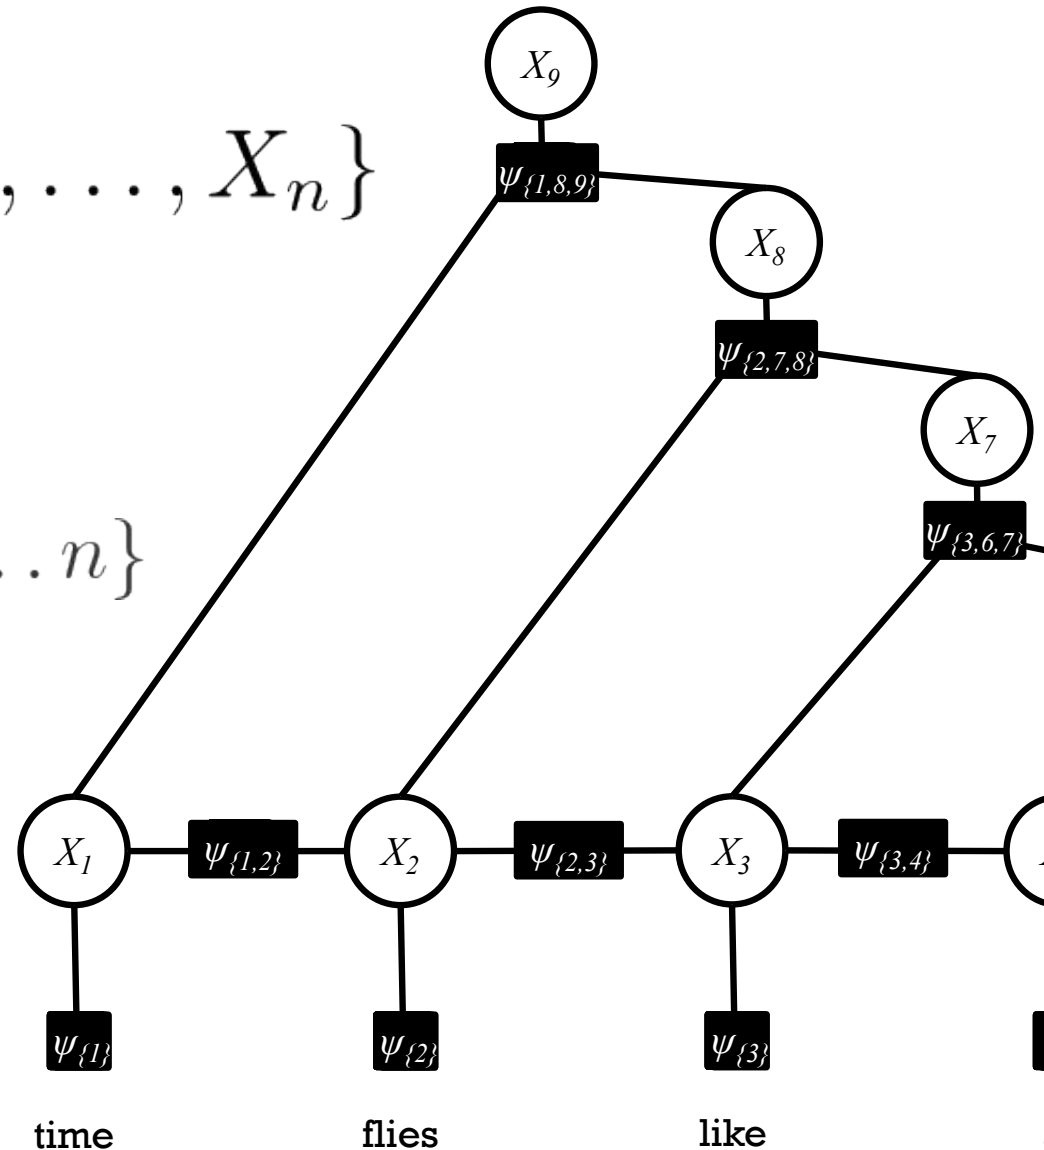 X₉
, . . . , Xₙ}
ψ{1,8,9}
X₈
ψ{2,7,8}
X₇
ψ{3,6,7}
. . n}
X₁ ψ{1,2} X₂ ψ{2,3} X₃ ψ{3,4}
ψ{1} ψ{2} ψ{3}
time flies like